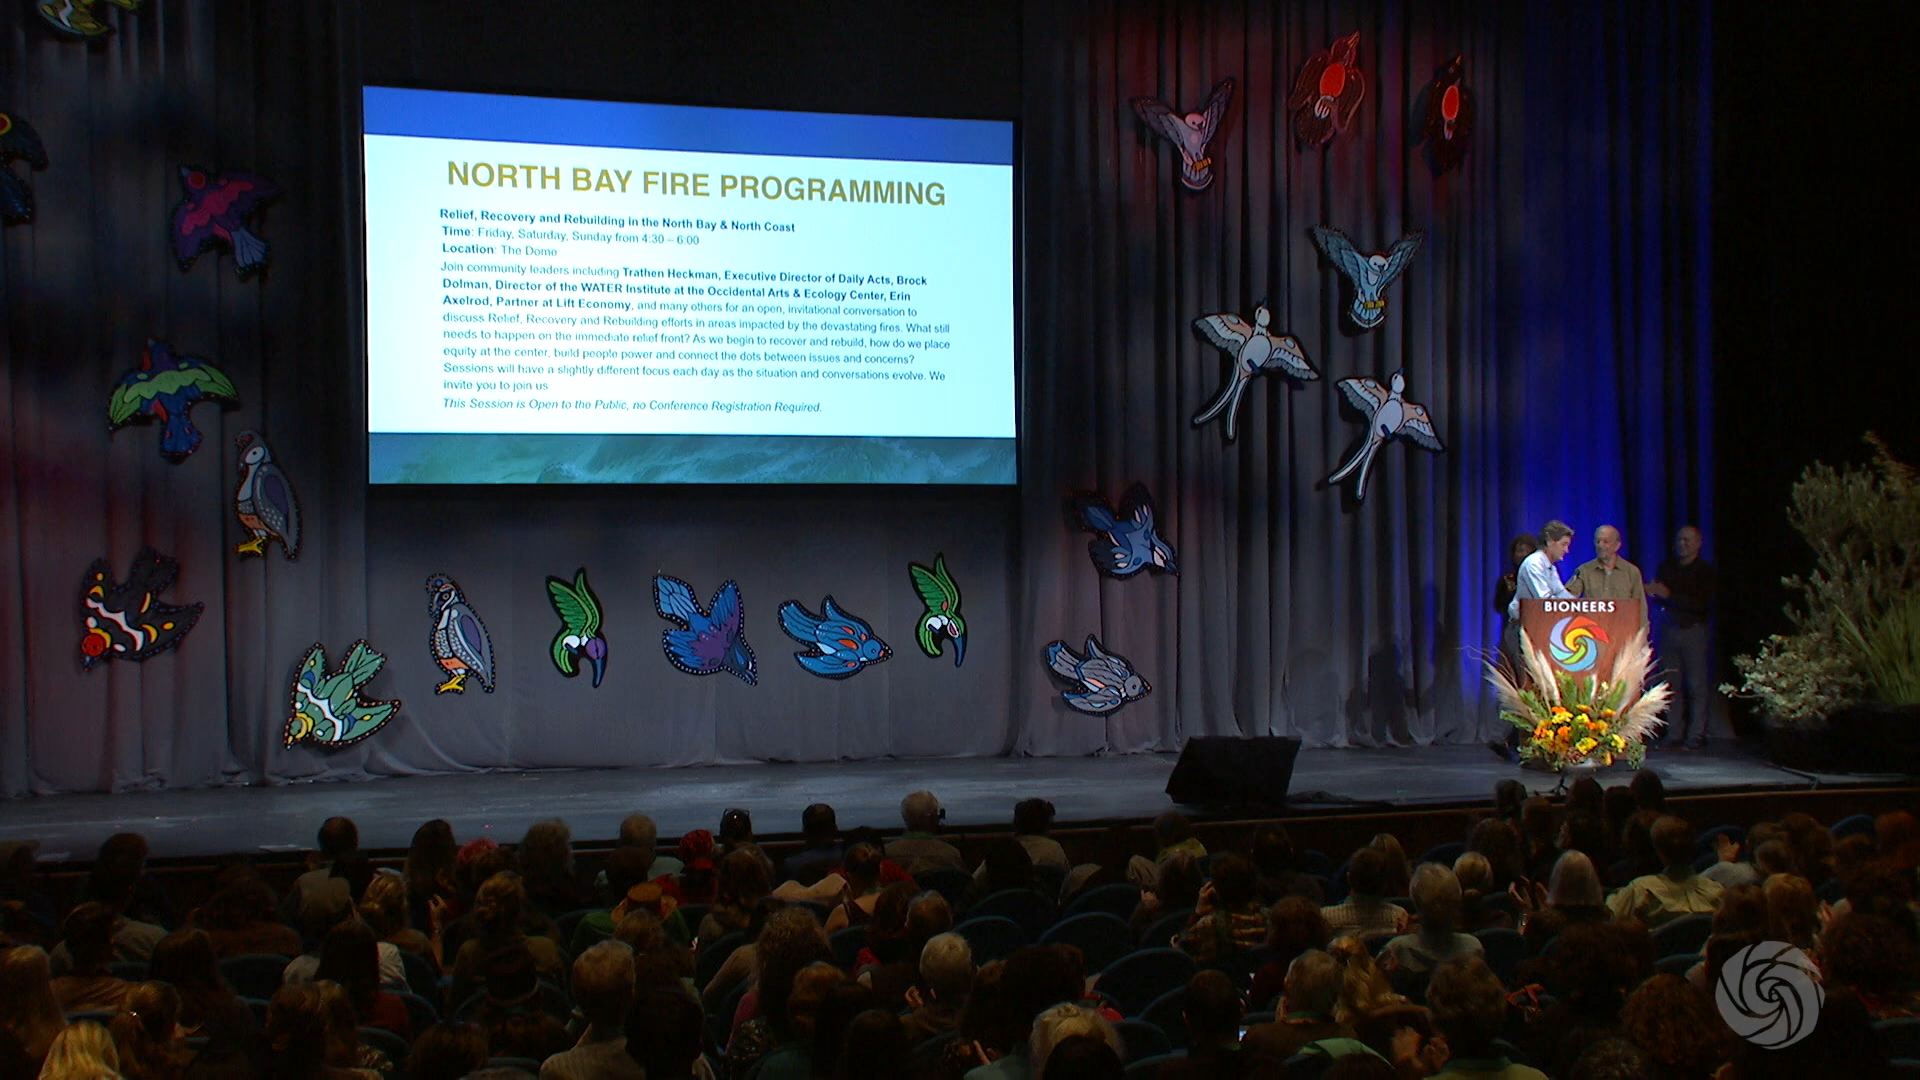 NORTH BAY FIRE PROGRAMMING
Relief, Recovery and Rebuilding in the North Bay & North Coast
Time: Friday, Saturday, Sunday from 4:30 – 6:00
Location: The Dome
Join community leaders including Trathen Heckman, Executive Director of Daily Acts, Brock
Dolman, Director of the WATER Institute at the Occidental Arts & Ecology Center, Erin
Axelrod, Partner at Lift Economy, and many others for an open, invitational conversation to
discuss Relief, Recovery and Rebuilding efforts in areas impacted by the devastating fires. What still
needs to happen on the immediate relief front? As we begin to recover and rebuild, how do we place
equity at the center, build people power and connect the dots between issues and concerns?
Sessions will have a slightly different focus each day as the situation and conversations evolve. We
invite you to join us
This Session is Open to the Public, no Conference Registration Required.
BIONEERS